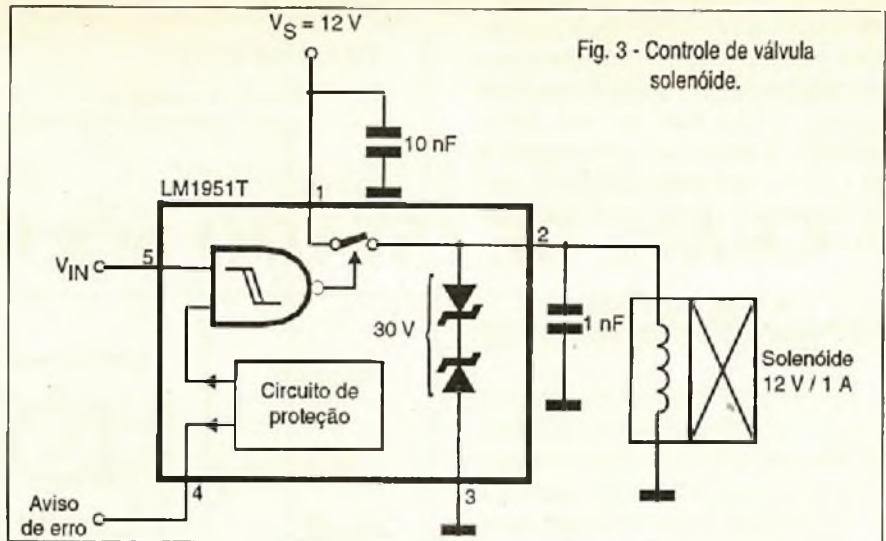 V_S = 12 V
Fig. 3 - Controle de válvula
solenóide.
10 nF
LM1951T
1
2
V_IN
5
30 V
1 nF
Solenóide
12 V / 1 A
Circuito de
proteção
4
3
Aviso
de erro